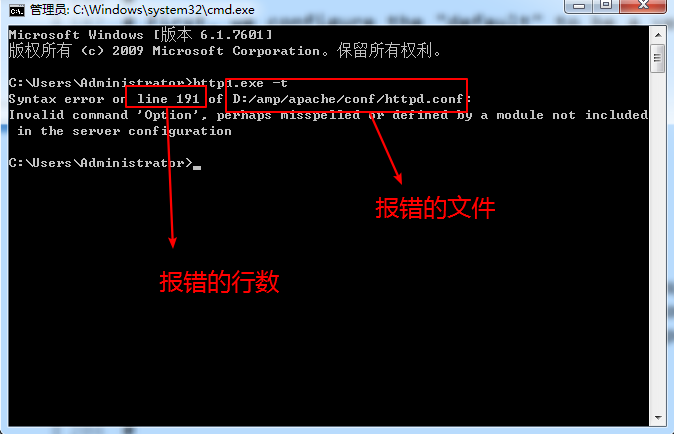 管理员: C:\Windows\system32\cmd.exe
Microsoft Windows [版本 6.1.7601]
版权所有 (c) 2009 Microsoft Corporation。保留所有权利。
C:\Users\Administrator>httpd.exe -t
Syntax error on line 191 of D:/amp/apache/conf/httpd.conf:
Invalid command 'Option', perhaps misspelled or defined by a module not included
in the server configuration
C:\Users\Administrator>_
报错的文件
报错的行数